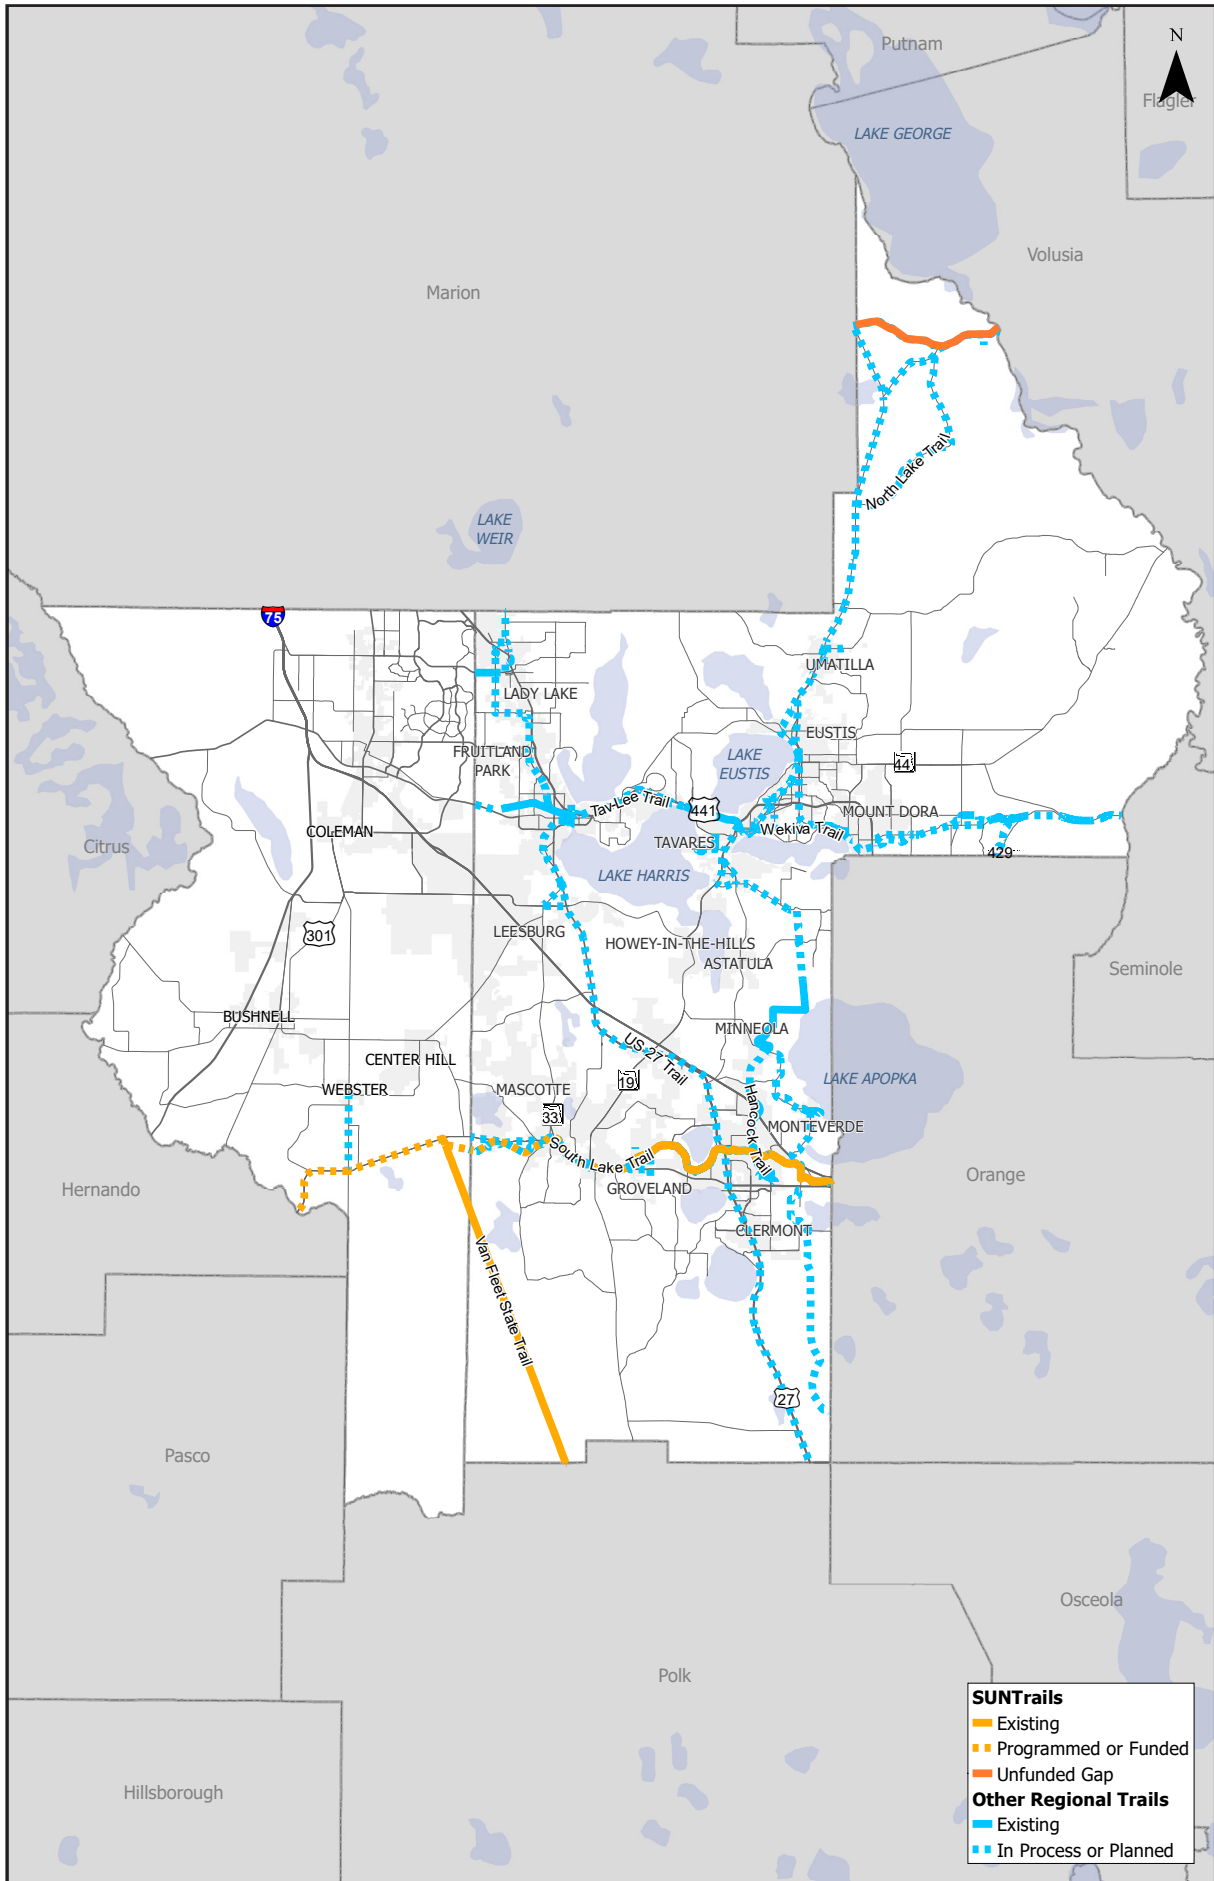 Putnam
N
Flagler
LAKE GEORGE
Volusia
Marion
North Lake Trail
LAKE
WEIR
75
UMATILLA
LADY LAKE
EUSTIS
FRUITLAND
PARK
LAKE
EUSTIS
44
Tav-Lee Trail
441
MOUNT DORA
COLEMAN
Wekiva Trail
TAVARES
Citrus
429
LAKE HARRIS
301
LEESBURG
HOWEY-IN-THE-HILLS
ASTATULA
Seminole
BUSHNELL
MINNEOLA
US-27 Trail
CENTER HILL
LAKE APOPKA
WEBSTER
MASCOTTE
19
33
Hancock Trail
MONTEVERDE
South Lake Trail
Hernando
GROVELAND
Orange
CLERMONT
Van Fleet State Trail
27
Pasco
Osceola
Polk
Hillsborough
SUNTrails
Existing
Programmed or Funded
Unfunded Gap
Other Regional Trails
Existing
In Process or Planned